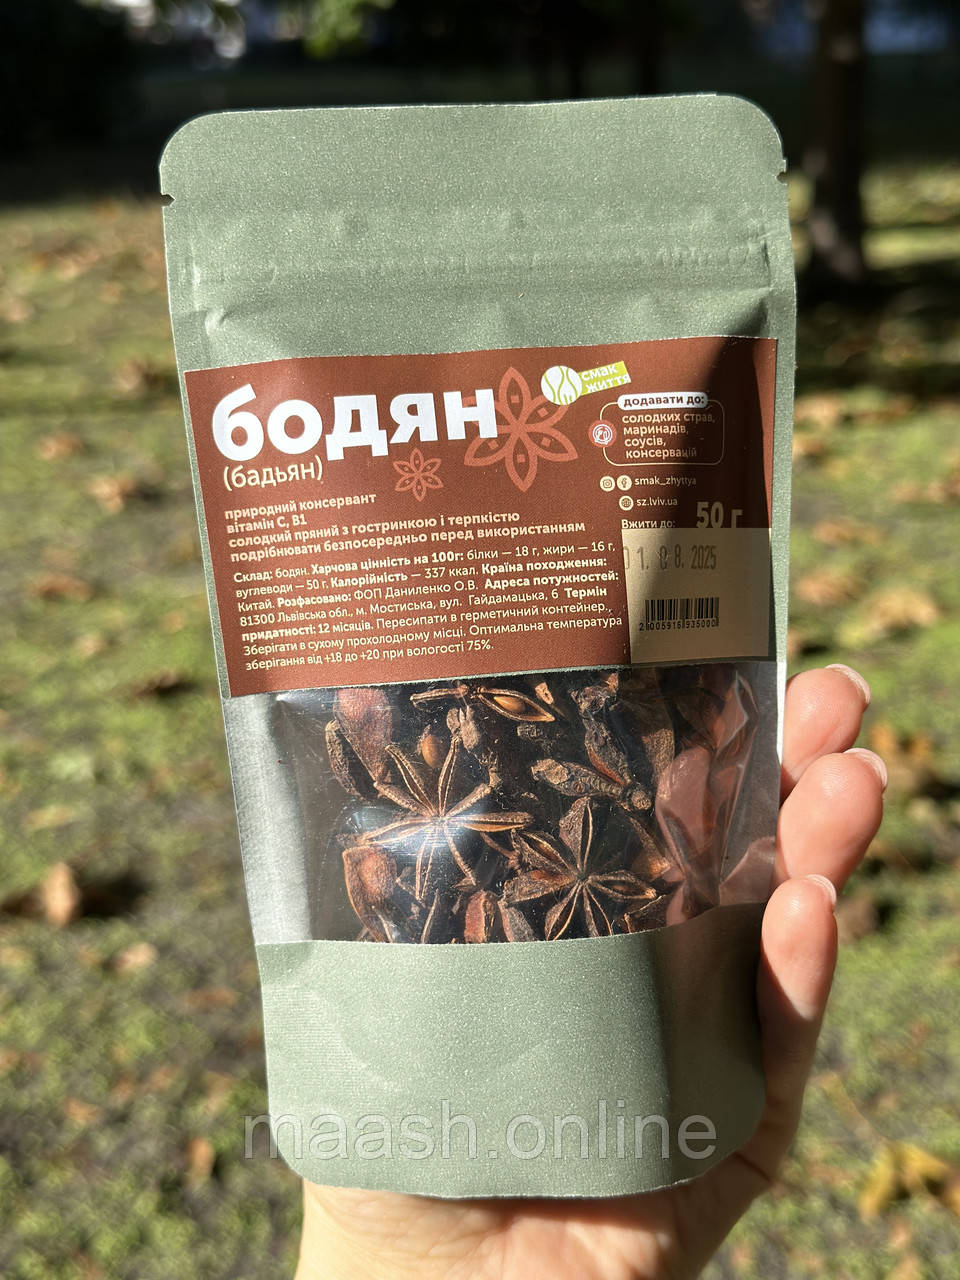 бодян
(бадьян)
смак
життя
додавати до:
солодких страв,
маринадів,
соусів,
консервацій
smak_zhyttya
sz.lviv.ua
природний консервант
вітамін С, В1
солодкий пряний з гостринкою і терпкістю
подрібнювати безпосередньо перед використанням
Вжити до: 50 г
01. 08. 2025
Склад: бодян. Харчова цінність на 100г: білки — 18 г, жири — 16 г,
вуглеводи — 50 г. Калорійність — 337 ккал. Країна походження:
Китай. Розфасовано: ФОП Даниленко О.В. Адреса потужностей:
81300 Львівська обл., м. Мостиська, вул. Гайдамацька, 6 Термін
придатності: 12 місяців. Пересипати в герметичний контейнер.
Зберігати в сухому прохолодному місці. Оптимальна температура
зберігання від +18 до +20 при вологості 75%.
2005916935000
maash.online